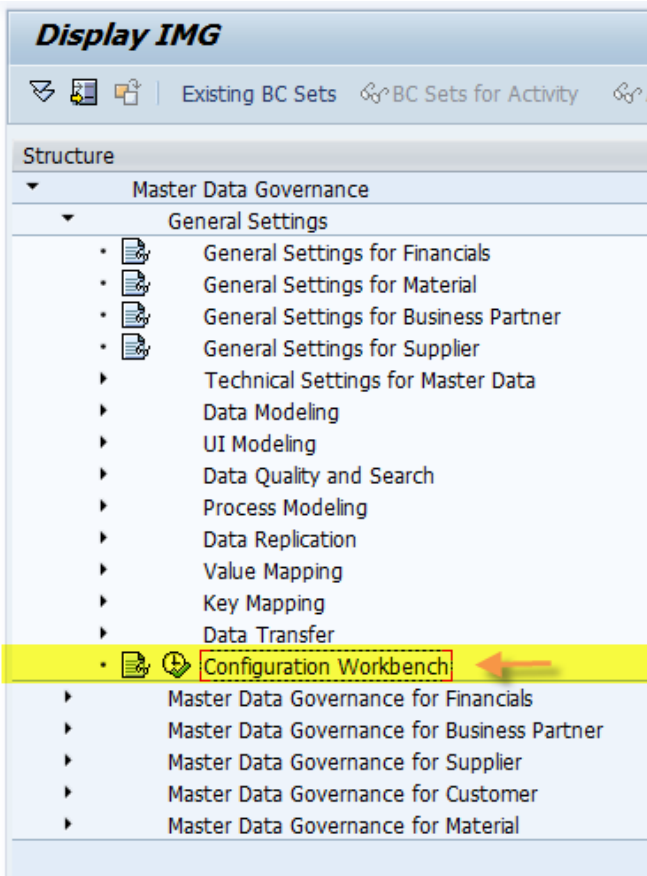 Display IMG
Existing BC Sets BC Sets for Activity
Structure
Master Data Governance
General Settings
General Settings for Financials
General Settings for Material
General Settings for Business Partner
General Settings for Supplier
Technical Settings for Master Data
Data Modeling
UI Modeling
Data Quality and Search
Process Modeling
Data Replication
Value Mapping
Key Mapping
Data Transfer
Configuration Workbench
Master Data Governance for Financials
Master Data Governance for Business Partner
Master Data Governance for Supplier
Master Data Governance for Customer
Master Data Governance for Material